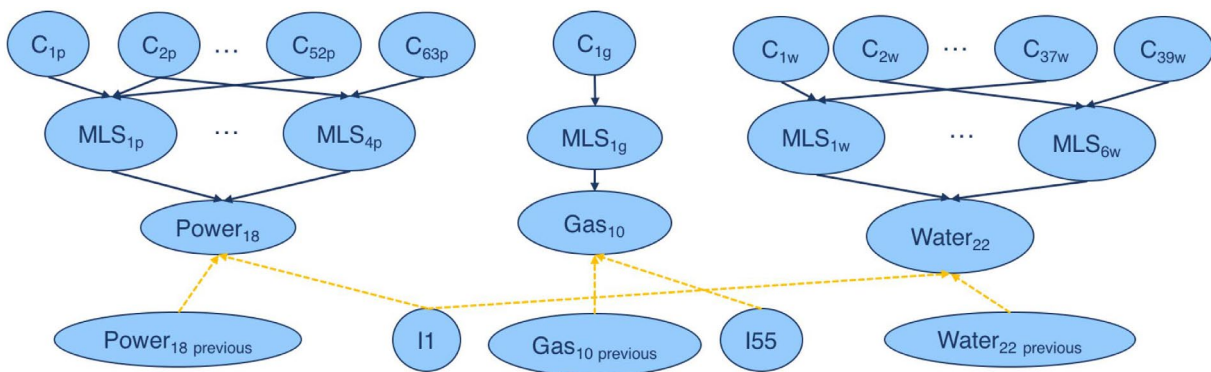 C1p C2p … C52p C63p C1g C1w C2w … C37w C39w
MLS1p … MLS4p MLS1g MLS1w … MLS6w
Power18 Gas10 Water22
Power18 previous I1 Gas10 previous I55 Water22 previous